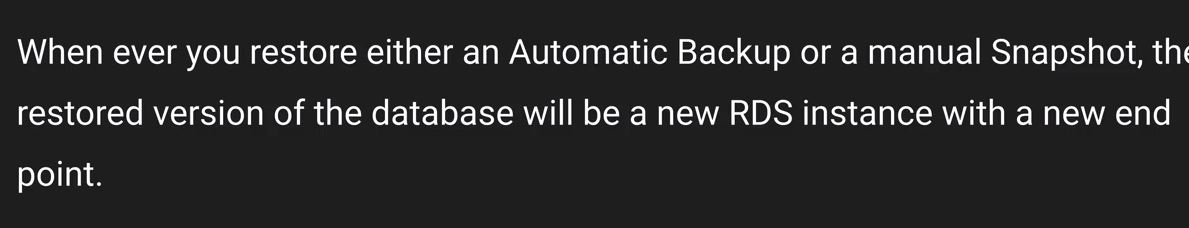 When ever you restore either an Automatic Backup or a manual Snapshot, the
restored version of the database will be a new RDS instance with a new end
point.